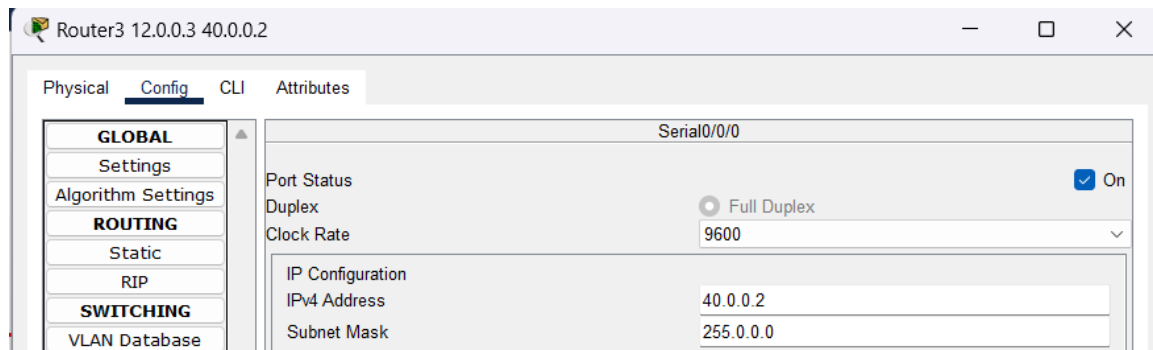 Router3 12.0.0.3 40.0.0.2
Physical Config CLI Attributes
GLOBAL
Settings
Algorithm Settings
ROUTING
Static
RIP
SWITCHING
VLAN Database
Serial0/0/0
Port Status On
Duplex Full Duplex
Clock Rate 9600
IP Configuration
IPv4 Address 40.0.0.2
Subnet Mask 255.0.0.0